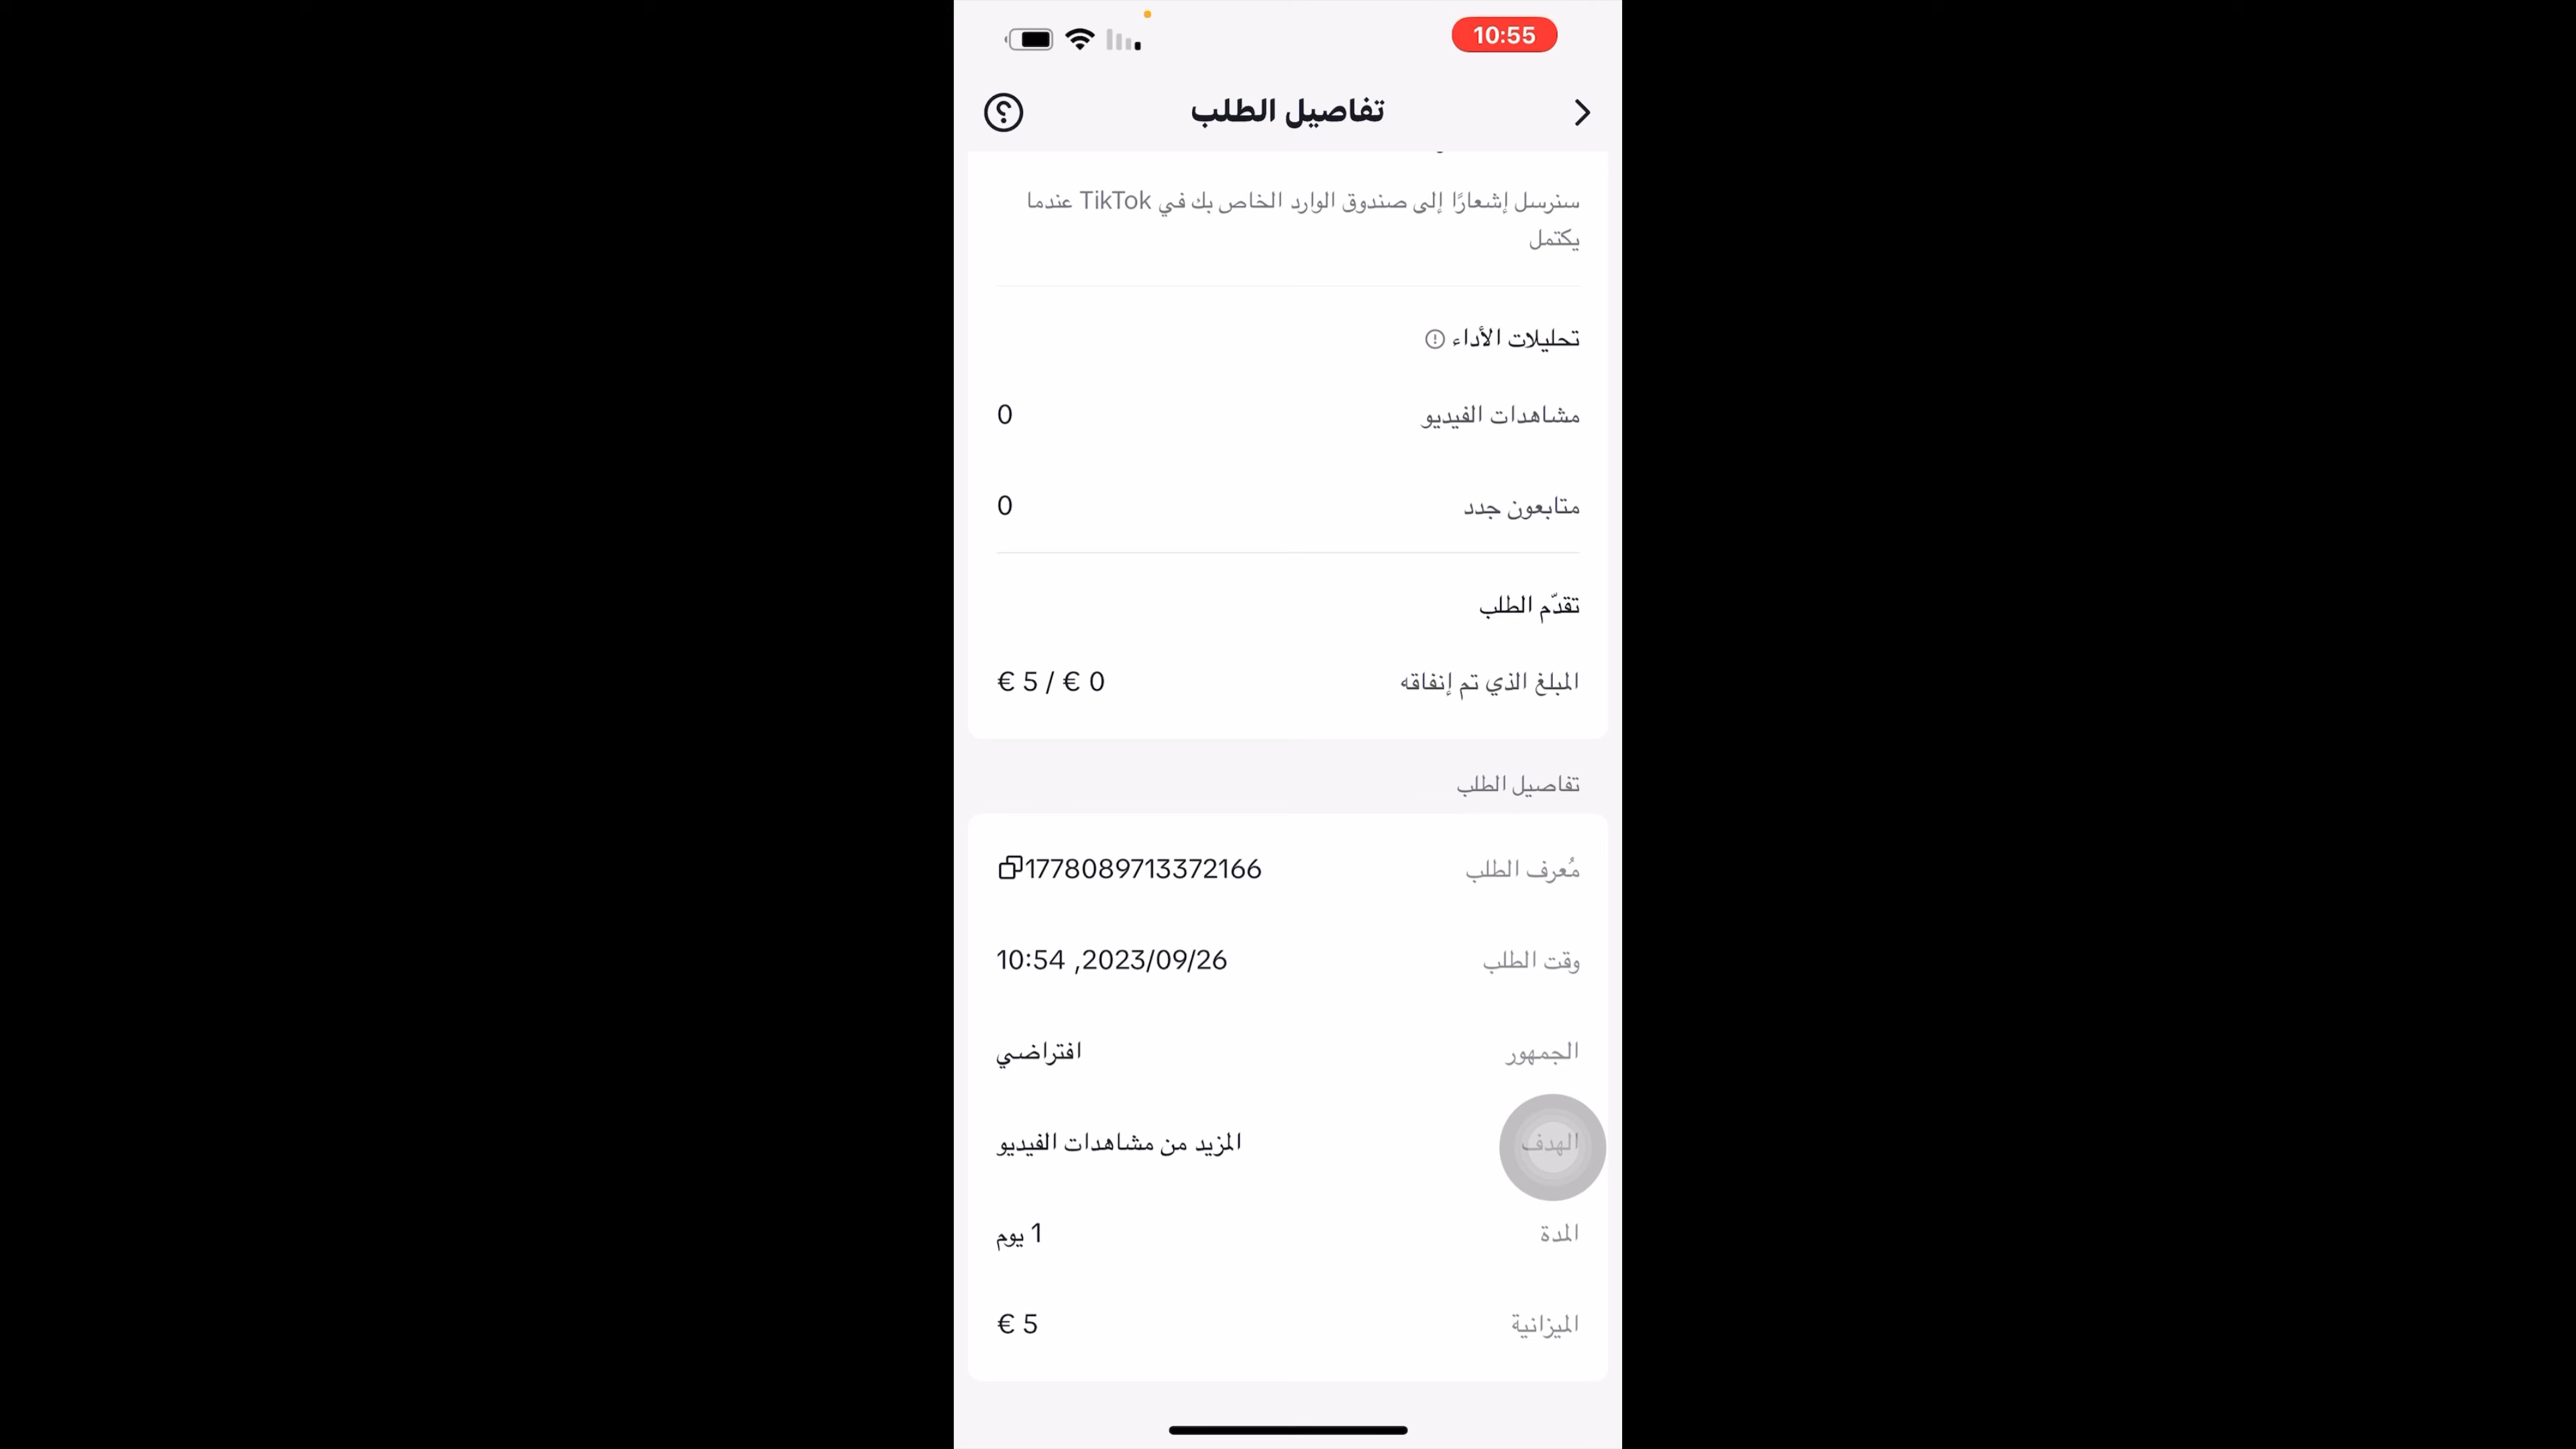 10:55
تفاصيل الطلب
سنرسل إشعارًا إلى صندوق الوارد الخاص بك في TikTok عندما
يكتمل
تحليلات الأداء
مشاهدات الفيديو 0
متابعون جدد 0
تقدّم الطلب
المبلغ الذي تم إنفاقه 0 € / 5 €
تفاصيل الطلب
مُعرف الطلب 1778089713372166
وقت الطلب 2023/09/26, 10:54
الجمهور افتراضي
الهدف المزيد من مشاهدات الفيديو
المدة 1 يوم
الميزانية 5 €